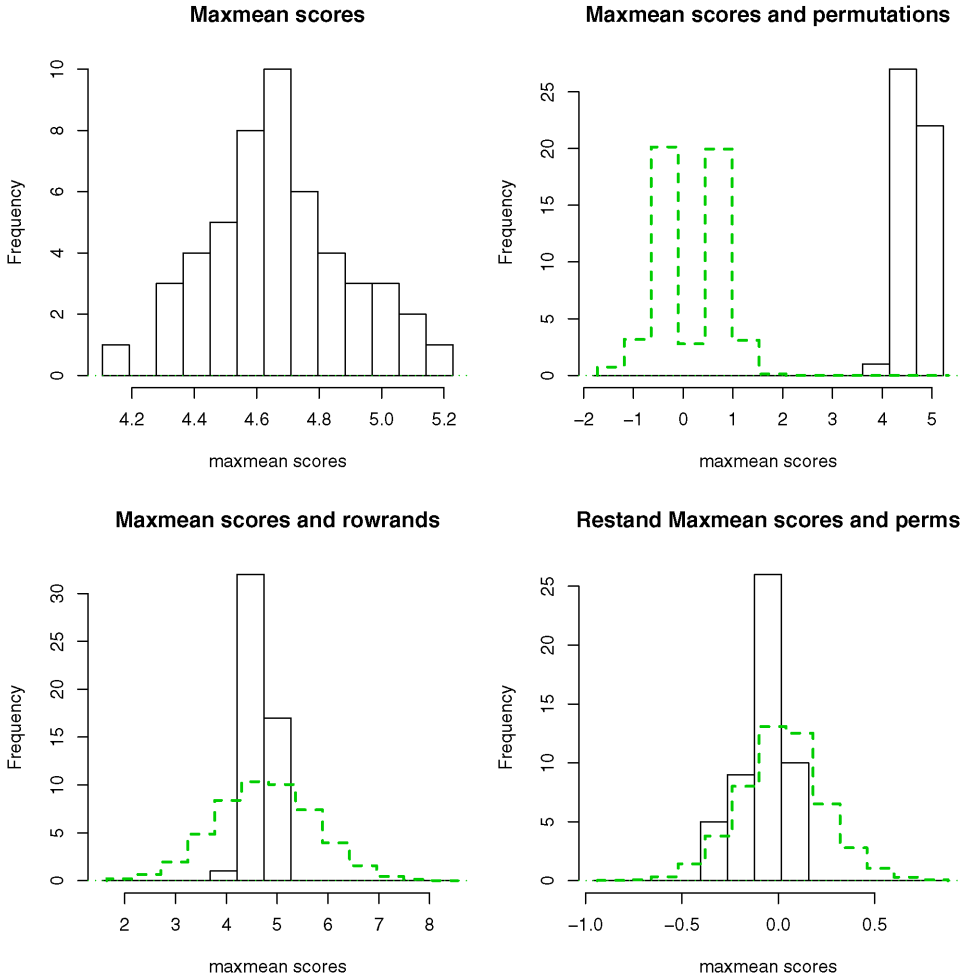 Maxmean scores
Frequency
0 2 4 6 8 10
4.2 4.4 4.6 4.8 5.0 5.2
maxmean scores
Maxmean scores and permutations
Frequency
0 5 10 15 20 25
−2 −1 0 1 2 3 4 5
maxmean scores
Maxmean scores and rowrands
Frequency
0 5 10 15 20 25 30
2 3 4 5 6 7 8
maxmean scores
Restand Maxmean scores and perms
Frequency
0 5 10 15 20 25
−1.0 −0.5 0.0 0.5
maxmean scores